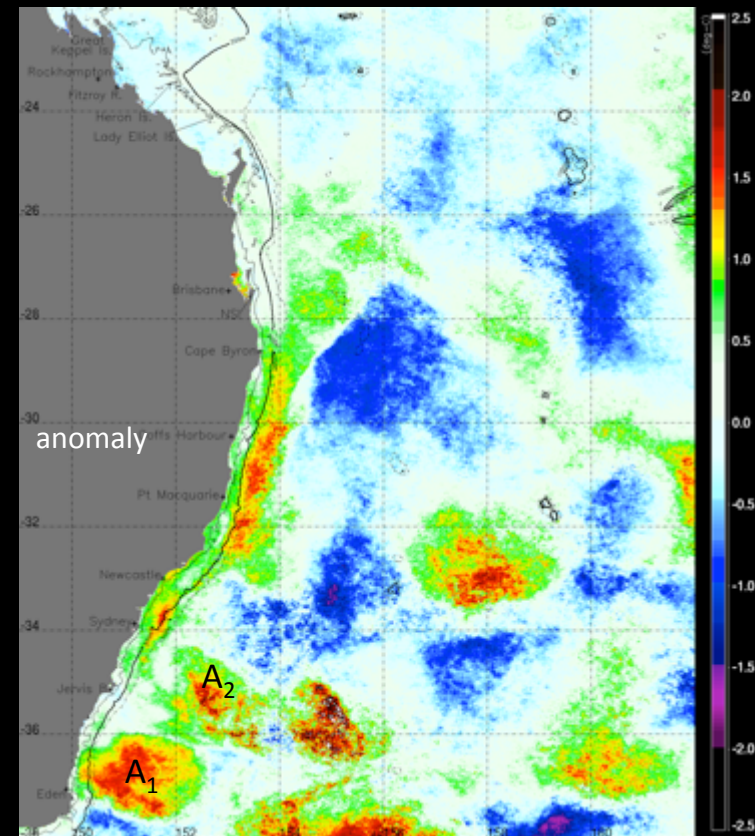 Great
Keppel Is.
Rockhampton
Fitzroy R.
Heron Is.
Lady Elliot Is.
Brisbane
Cape Byron
anomaly
Coffs Harbour
Pt Macquarie
Newcastle
Sydney
Jervis B
Eden
A2
A1
-24
-26
-28
-30
-32
-34
-36
152
2.5
2.0
1.5
1.0
0.5
0.0
-0.5
-1.0
-1.5
-2.0
-2.5